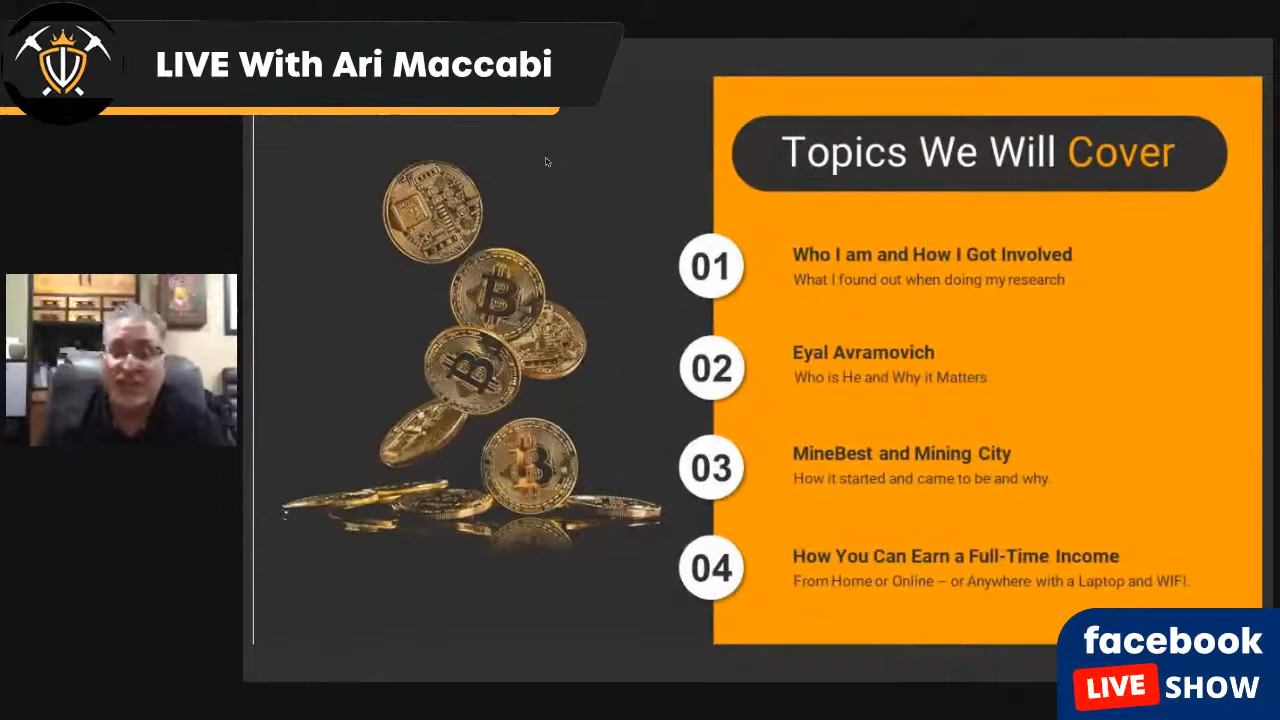 LIVE With Ari Maccabi
Topics We Will Cover
01
Who I am and How I Got Involved
What I found out when doing my research
02
Eyal Avramovich
Who is He and Why it Matters
03
MineBest and Mining City
How it started and came to be and why.
04
How You Can Earn a Full-Time Income
From Home or Online – or Anywhere with a Laptop and WIFI.
facebook
LIVE SHOW